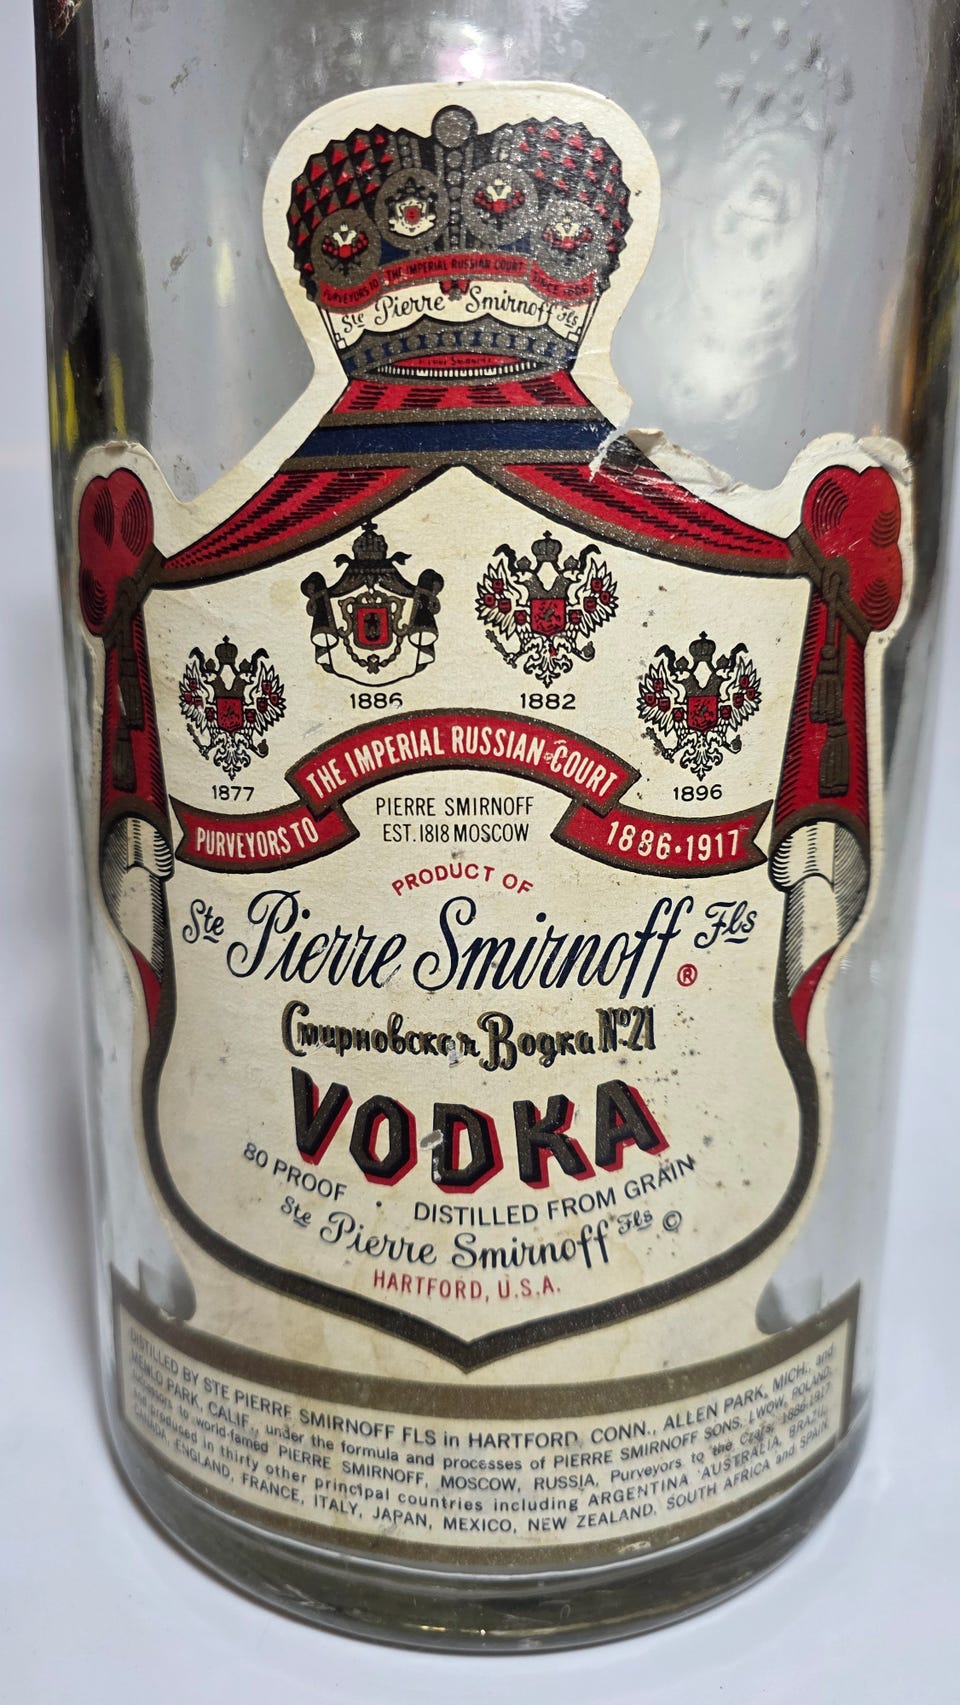 PURVEYORS TO THE IMPERIAL RUSSIAN COURT
Ste Pierre Smirnoff Fls
1886 1882
1877 1896
PURVEYORS TO THE IMPERIAL RUSSIAN COURT 1886·1917
PIERRE SMIRNOFF
EST. 1818 MOSCOW
PRODUCT OF
Ste Pierre Smirnoff Fls ®
Смирновская Водка №21
VODKA
80 PROOF · DISTILLED FROM GRAIN
Ste Pierre Smirnoff Fls ©
HARTFORD, U.S.A.
DISTILLED BY STE PIERRE SMIRNOFF FLS in HARTFORD, CONN., ALLEN PARK, MICH., and
MENLO PARK, CALIF., under the formula and processes of PIERRE SMIRNOFF SONS, LWOW, POLAND,
successors to world-famed PIERRE SMIRNOFF, MOSCOW, RUSSIA, Purveyors to the Czars, 1886-1917
and produced in thirty other principal countries including ARGENTINA, AUSTRALIA, BRAZIL,
CANADA, ENGLAND, FRANCE, ITALY, JAPAN, MEXICO, NEW ZEALAND, SOUTH AFRICA and SPAIN